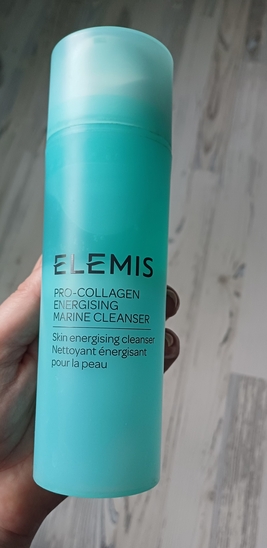 ELEMIS
PRO-COLLAGEN
ENERGISING
MARINE CLEANSER
Skin energising cleanser
Nettoyant énergisant
pour la peau